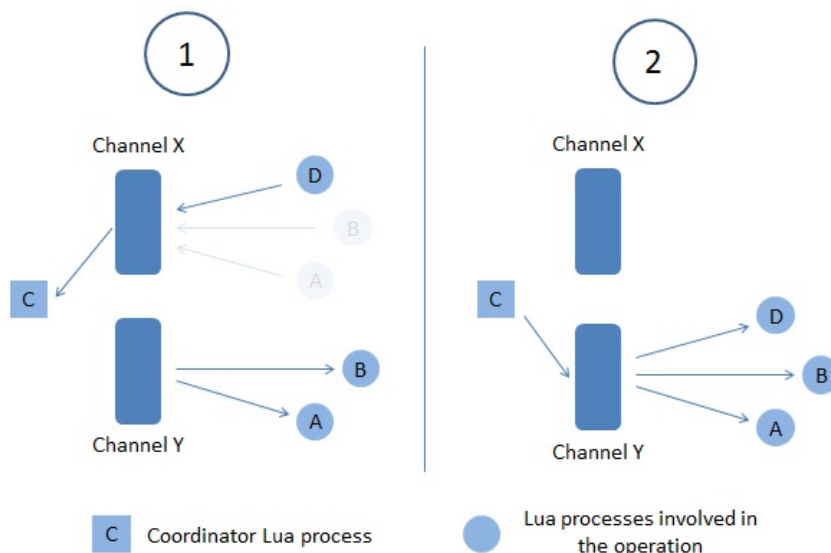 1
Channel X
D
B
A
C
B
A
Channel Y
2
Channel X
C
D
B
A
Channel Y
C Coordinator Lua process
Lua processes involved in
the operation